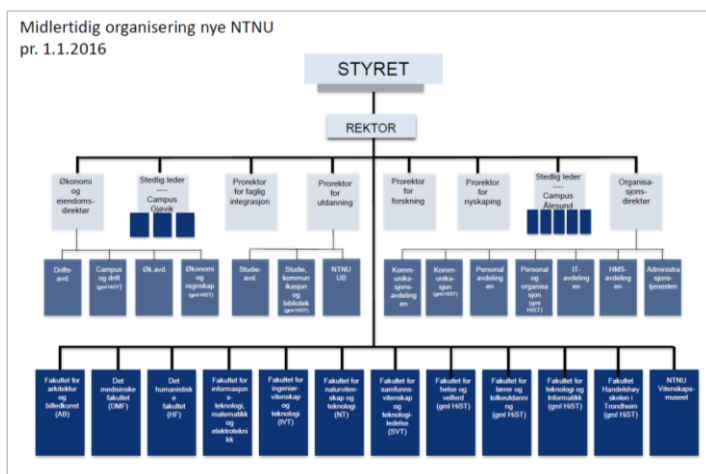 Midlertidig organisering nye NTNU
pr. 1.1.2016
STYRET
REKTOR
Økonomi
og
eiendoms-
direktør
Stedlig leder
----
Campus
Gjøvik
Prorektor
for faglig
integrasjon
Prorektor
for
utdanning
Prorektor
for
forskning
Prorektor
for
nyskaping
Stedlig
leder
----
Campus
Ålesund
Organisa-
sjons-
direktør
Drifts-
avd.
Campus
og drift
(gml HiST)
Øk.avd.
Økonomi
og
regnskap
(gml HiST)
Studie-
avd.
Studie,
kommun
ikasjon
og
bibliotek
(gml HiST)
NTNU
UB
Komm
unika-
sjons-
avdeling
en
Kom-
munika-
sjon
(gml HiST)
Personal
avdeling
en
Personal
og
organisa
sjon
(gml
HiST)
IT-
avdeling
en
HMS-
avdeling
en
Administra
sjons-
tjenesten
Fakultet for
arkitektur
og
billedkunst
(AB)
Det
medisinske
fakultet
(DMF)
Det
humanistisk
e
fakultet
(HF)
Fakultet for
informasjon
s-
teknologi,
matematikk
og
elektrotekni
kk
Fakultet for
ingeniør-
vitenskap
og
teknologi
(IVT)
Fakultet for
naturviten-
skap og
teknologi
(NT)
Fakultet for
samfunns-
vitenskap
og
teknologi-
ledelse
(SVT)
Fakultet for
helse og
velferd
(gml HiST)
Fakultet
for lærer og
tolkeutdann
ing
(gml HiST)
Fakultet for
teknologi og
Informatikk
(gml HiST)
Fakultet
Handelshøy
skolen i
Trondheim
(gml HiST)
NTNU
Vitenskaps-
museet